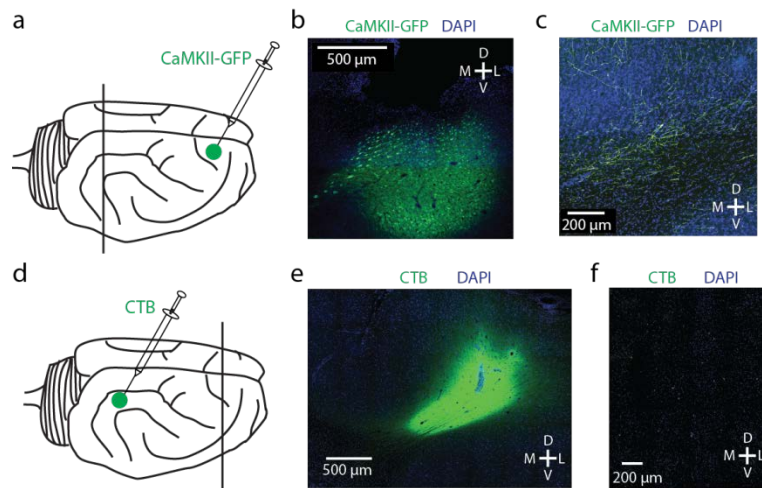 a
CaMKII-GFP
b
CaMKII-GFP DAPI
500 µm
D
M L
V
c
CaMKII-GFP DAPI
200 µm
D
M L
V
d
CTB
e
CTB DAPI
500 µm
D
M L
V
f
CTB DAPI
200 µm
D
M L
V